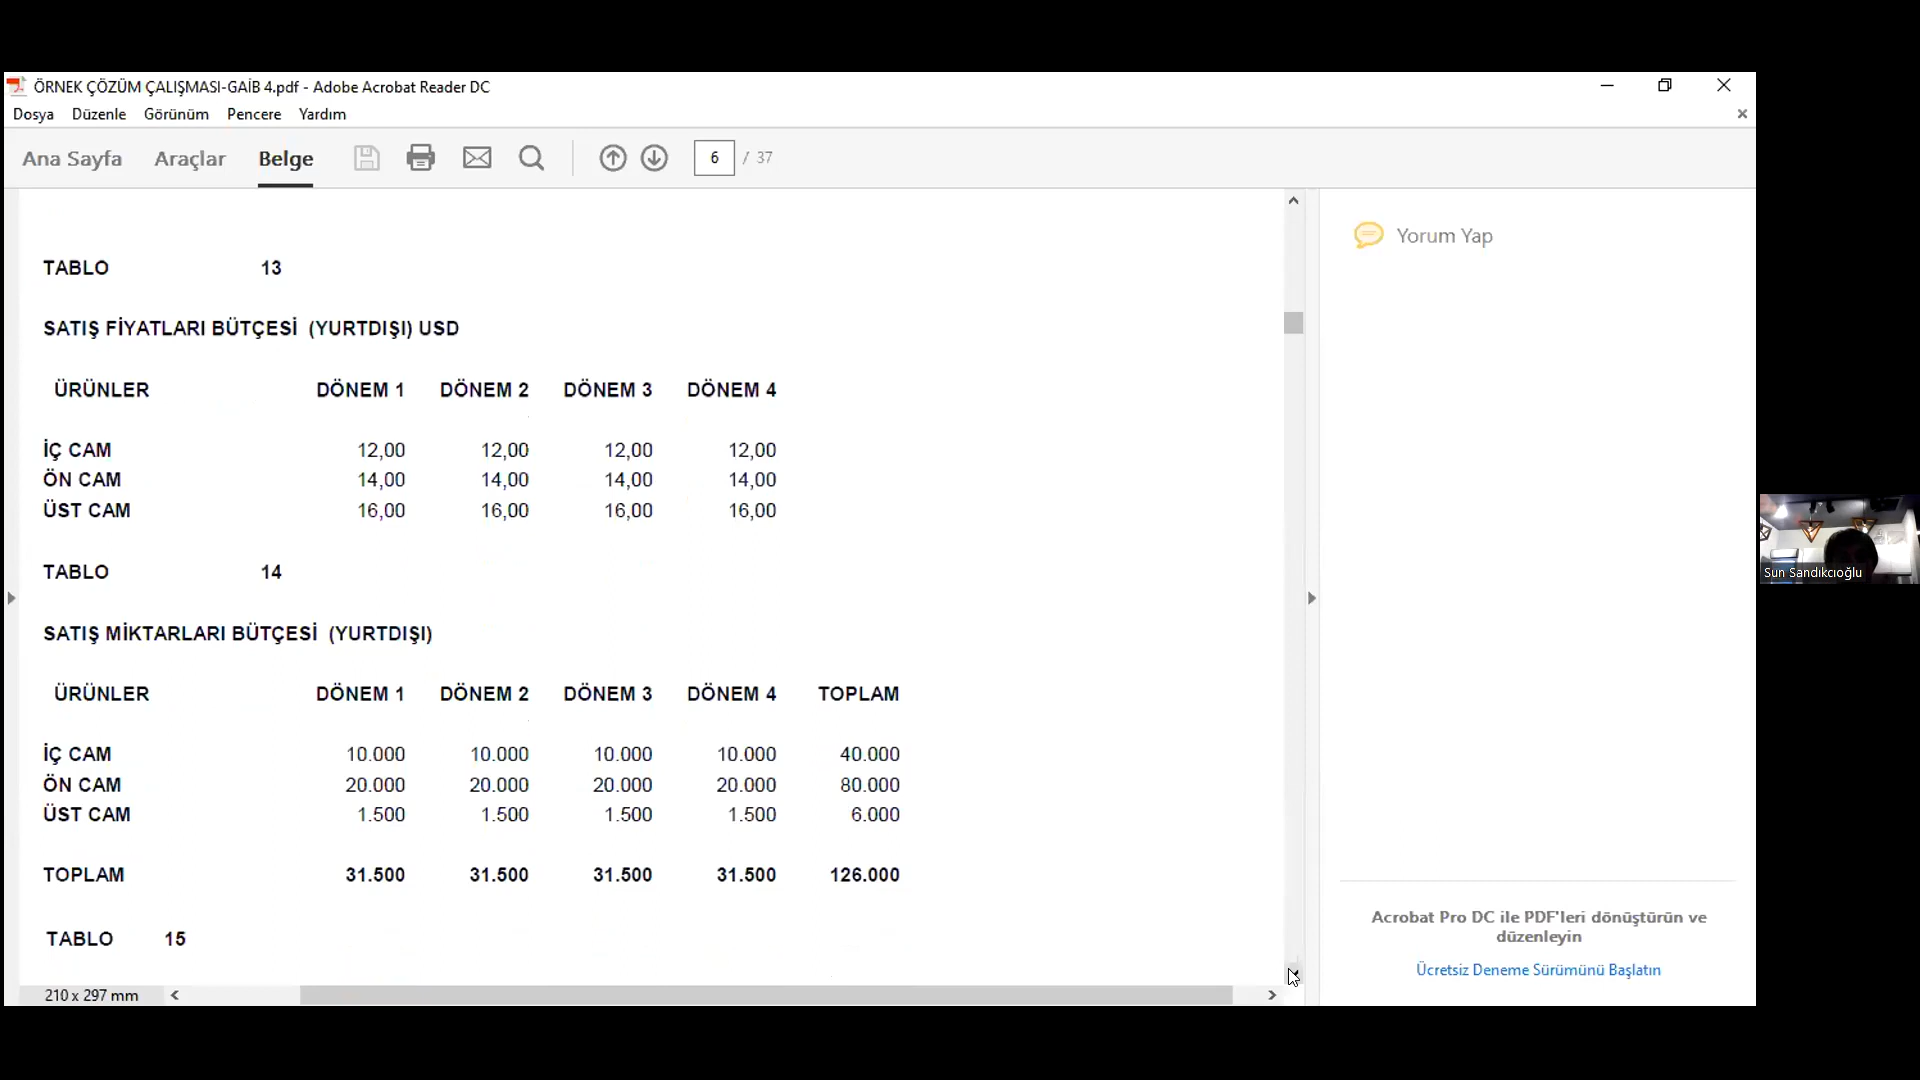 ÖRNEK ÇÖZÜM ÇALIŞMASI-GAİB 4.pdf - Adobe Acrobat Reader DC
Dosya Düzenle Görünüm Pencere Yardım
Ana Sayfa Araçlar Belge 6 / 37
TABLO 13
SATIŞ FİYATLARI BÜTÇESİ (YURTDIŞI) USD
ÜRÜNLER DÖNEM 1 DÖNEM 2 DÖNEM 3 DÖNEM 4
İÇ CAM 12,00 12,00 12,00 12,00
ÖN CAM 14,00 14,00 14,00 14,00
ÜST CAM 16,00 16,00 16,00 16,00
TABLO 14
SATIŞ MİKTARLARI BÜTÇESİ (YURTDIŞI)
ÜRÜNLER DÖNEM 1 DÖNEM 2 DÖNEM 3 DÖNEM 4 TOPLAM
İÇ CAM 10.000 10.000 10.000 10.000 40.000
ÖN CAM 20.000 20.000 20.000 20.000 80.000
ÜST CAM 1.500 1.500 1.500 1.500 6.000
TOPLAM 31.500 31.500 31.500 31.500 126.000
TABLO 15
210 x 297 mm
Yorum Yap
Acrobat Pro DC ile PDF'leri dönüştürün ve
düzenleyin
Ücretsiz Deneme Sürümünü Başlatın
Sun Sandıkcıoğlu